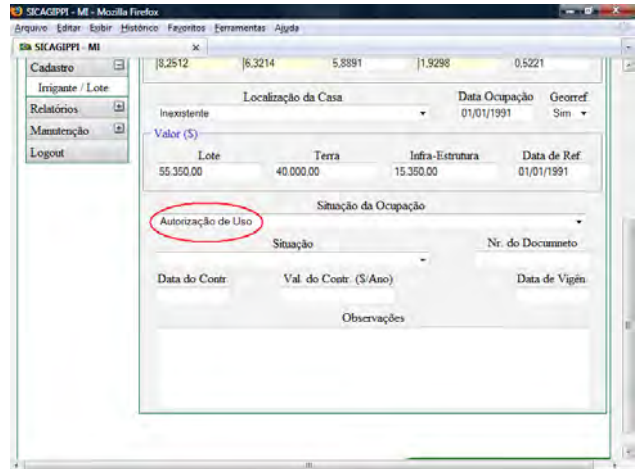 SICAGIPPI - MI - Mozilla Firefox
Arquivo Editar Exibir Histórico Favoritos Ferramentas Ajuda
SICAGIPPI - MI
Cadastro
Irrigante / Lote
Relatórios
Manutenção
Logout
8,2512 6,3214 5,8891 1,9298 0,5221
Localização da Casa Data Ocupação Georref
Inexistente 01/01/1991 Sim
Valor ($)
Lote Terra Infra-Estrutura Data de Ref
55.350,00 40.000,00 15.350,00 01/01/1991
Situação da Ocupação
Autorização de Uso
Situação Nr. do Documneto
Data do Contr Val. do Contr. ($/Ano) Data de Vigên
Observações